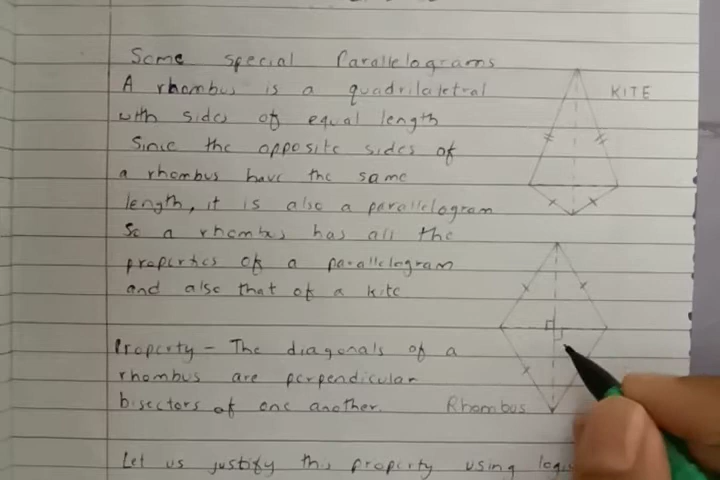 Some special Parallelograms
A rhombus is a quadrilatetral
KITE
with sides of equal length
Sinie the opposite sides of
a rhombus have the same
length, it is also a parallelogram
So a rhombus has all the
properties of a parallelogram
and also that of a kite
Property - The diagonals of a
rhombus are perpendicular
bisectors of one another.
Rhombus
Let us justify this property using